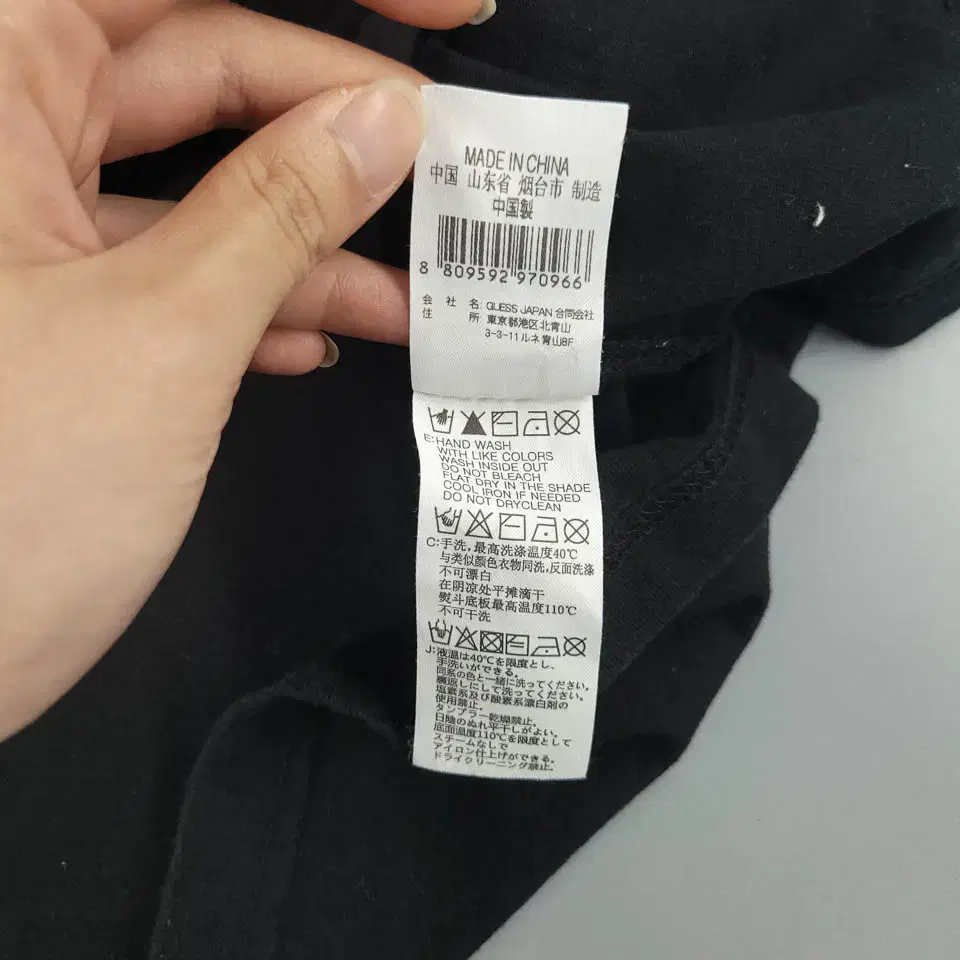 MADE IN CHINA
中国 山东省 烟台市 制造
中国製
8 809592 970966
会 社 名: GUESS JAPAN 合同会社
住 所: 東京都港区北青山
3-3-11ルネ青山8F
E:HAND WASH
WITH LIKE COLORS
WASH INSIDE OUT
DO NOT BLEACH
FLAT DRY IN THE SHADE
COOL IRON IF NEEDED
DO NOT DRYCLEAN
C:手洗,最高洗涤温度40℃
与类似颜色衣物同洗,反面洗涤
不可漂白
在阴凉处平摊滴干
熨斗底板最高温度110℃
不可干洗
J:液温は40℃を限度とし、
手洗いができる。
同系の色と一緒に洗ってください。
裏返しにして洗ってください。
塩素系及び酸素系漂白剤の
使用禁止。
タンブラー乾燥禁止。
日陰のぬれ平干しがよい。
底面温度110℃を限度として
スチームなしで
アイロン仕上げができる。
ドライクリーニング禁止。